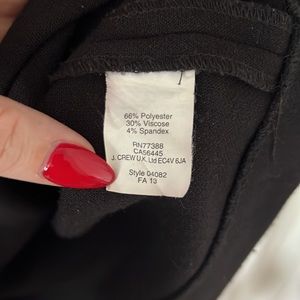 66% Polyester
30% Viscose
4% Spandex
RN77388
CA56445
J. CREW U.K. Ltd EC4V 6JA
Style 04082
FA 13